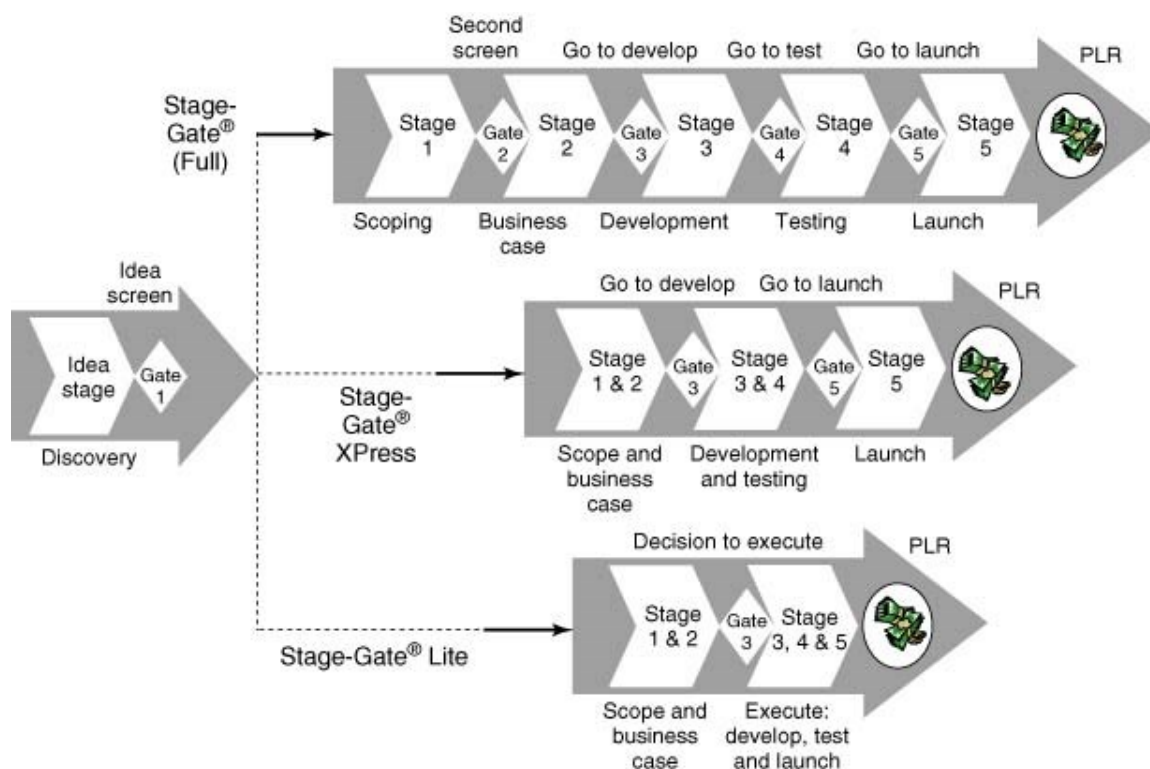 Second
screen
Go to develop
Go to test
Go to launch
PLR
Stage-
Gate®
(Full)
Stage
1
Gate
2
Stage
2
Gate
3
Stage
3
Gate
4
Stage
4
Gate
5
Stage
5
Scoping
Business
case
Development
Testing
Launch
Idea
screen
Idea
stage
Gate
1
Discovery
Stage-
Gate®
XPress
Go to develop
Go to launch
PLR
Stage
1 & 2
Gate
3
Stage
3 & 4
Gate
5
Stage
5
Scope and
business
case
Development
and testing
Launch
Stage-Gate® Lite
Decision to execute
PLR
Stage
1 & 2
Gate
3
Stage
3, 4 & 5
Scope and
business
case
Execute:
develop, test
and launch